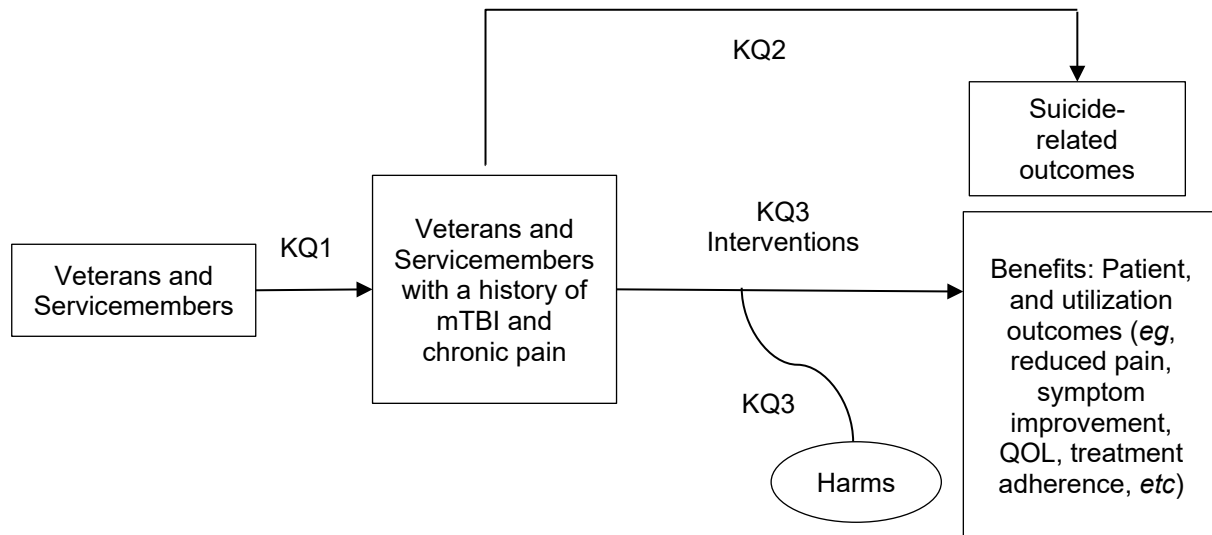 KQ2
Suicide-
related
outcomes
Veterans and
Servicemembers
KQ1
Veterans and
Servicemembers
with a history of
mTBI and
chronic pain
KQ3
Interventions
KQ3
Harms
Benefits: Patient,
and utilization
outcomes (eg,
reduced pain,
symptom
improvement,
QOL, treatment
adherence, etc)